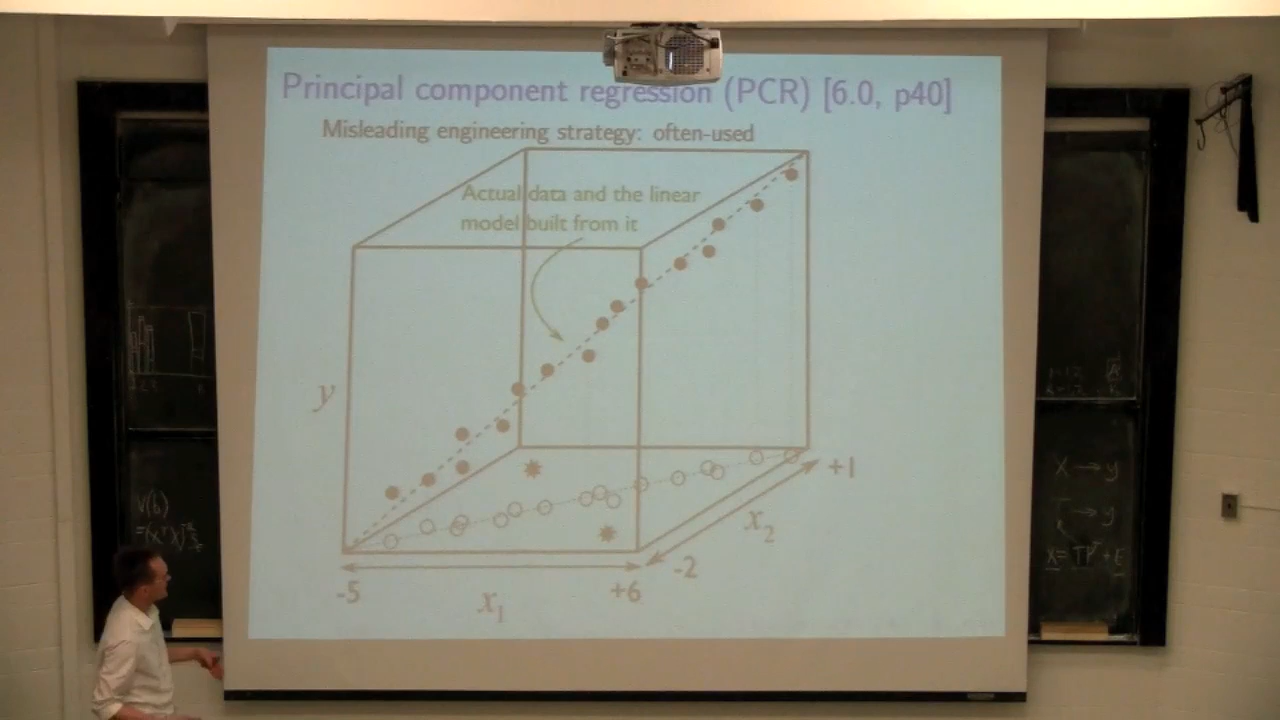 Principal component regression (PCR) [6.0, p40]
Misleading engineering strategy: often-used
Actual data and the linear
model built from it
y
+1
x₂
-2
-5
+6
x₁
V(b)
X → y
→ y
X = TPᵀ + E